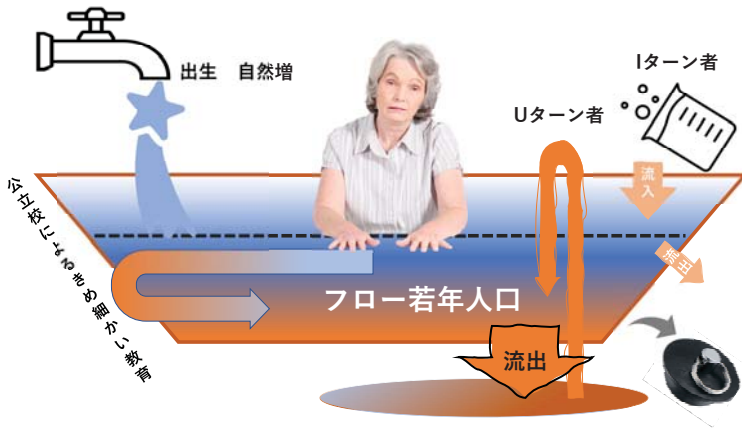 出生　自然増
Iターン者
Uターン者
流入
公立校によるきめ細かい教育
流出
フロー若年人口
流出